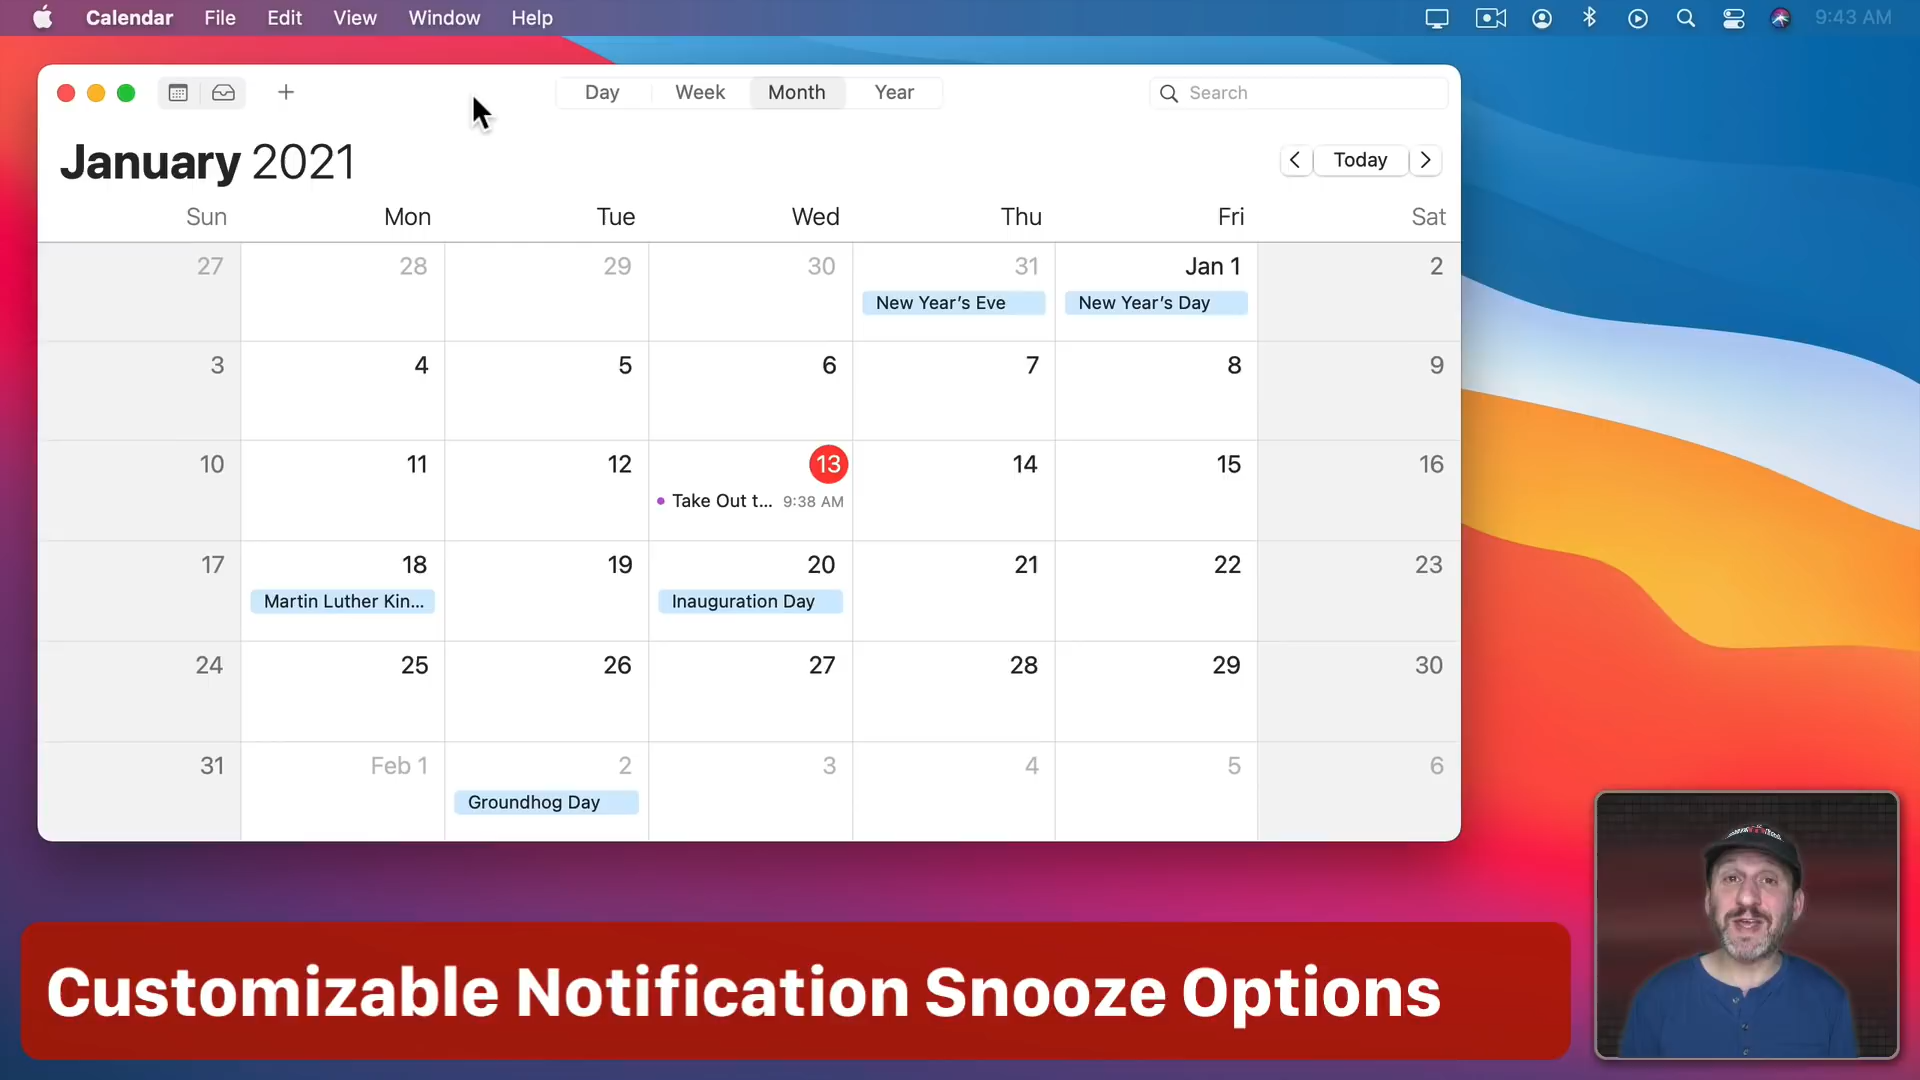 Calendar File Edit View Window Help 9:43 AM
Day Week Month Year Search
January 2021
Today
Sun Mon Tue Wed Thu Fri Sat
27 28 29 30 31 Jan 1 2
New Year’s Eve New Year’s Day
3 4 5 6 7 8 9
10 11 12 13 14 15 16
Take Out t... 9:38 AM
17 18 19 20 21 22 23
Martin Luther Kin... Inauguration Day
24 25 26 27 28 29 30
31 Feb 1 2 3 4 5 6
Groundhog Day
Customizable Notification Snooze Options